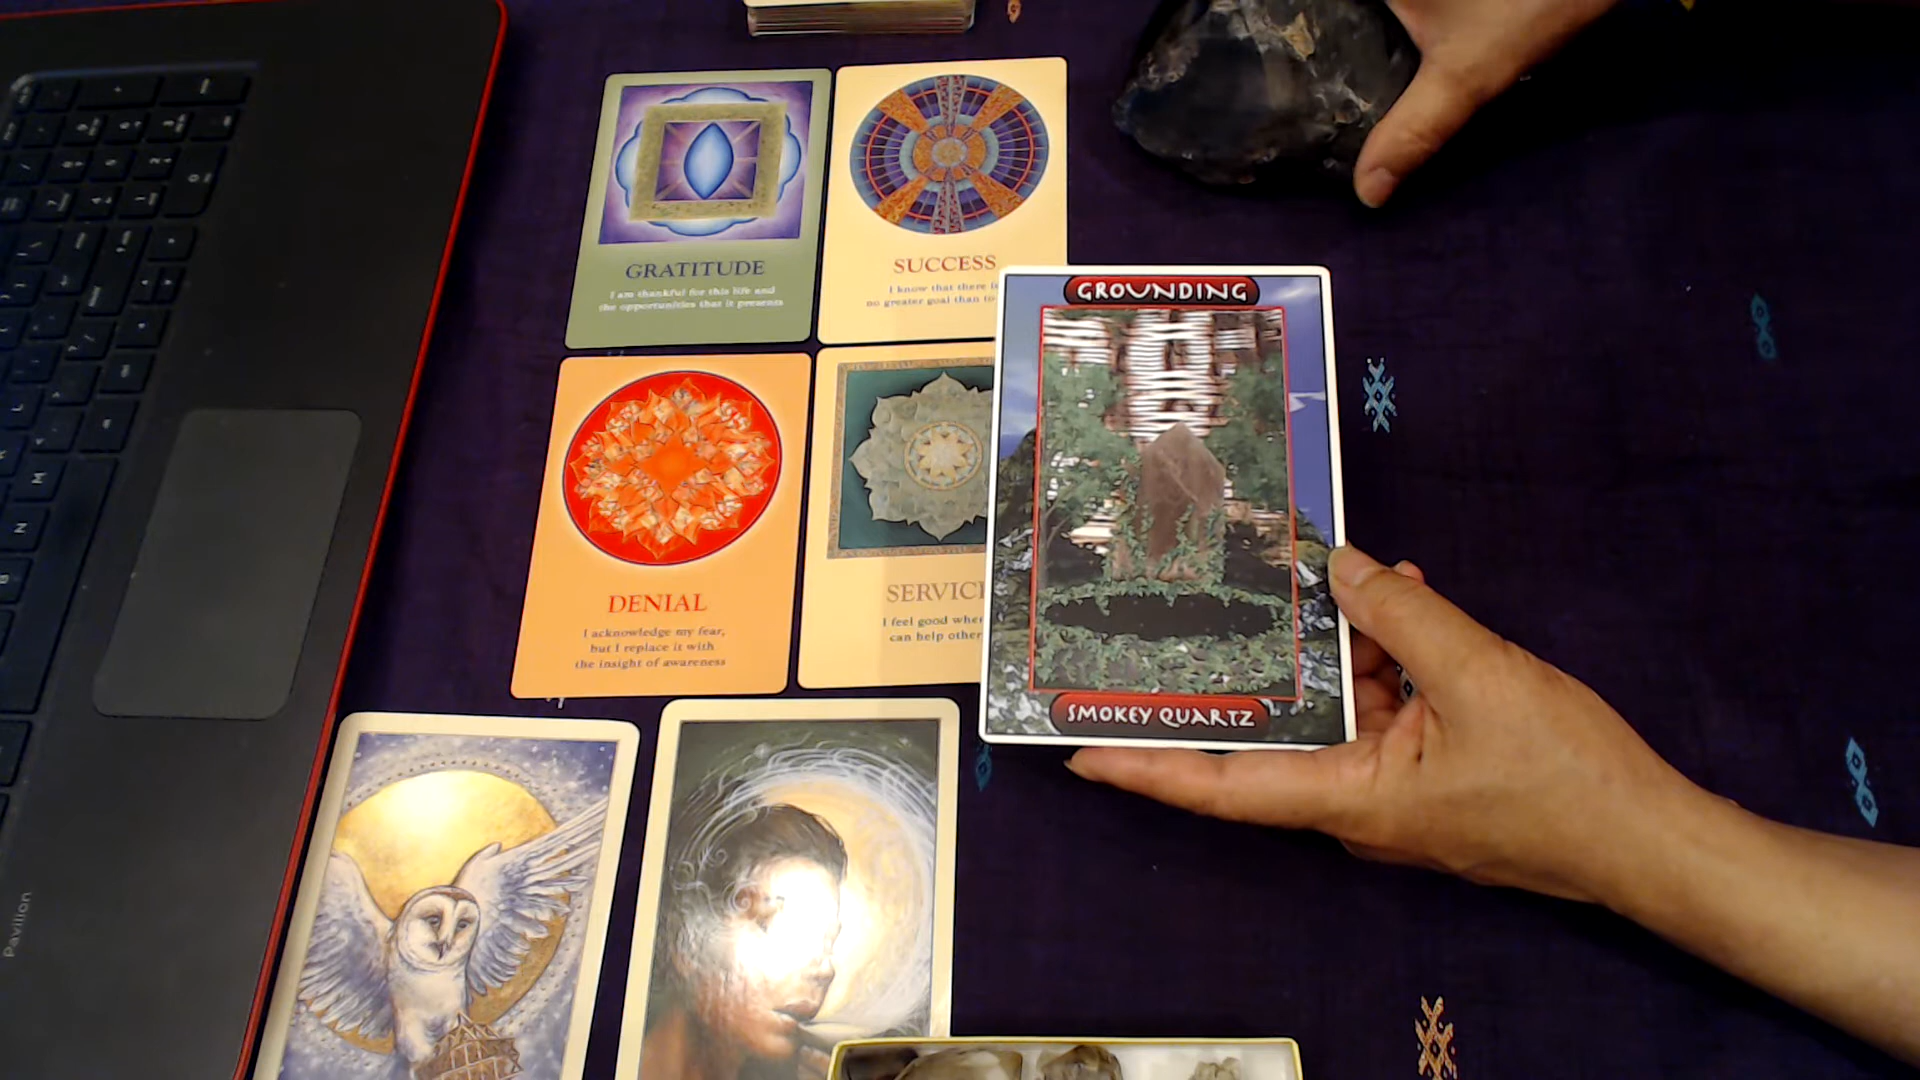 GRATITUDE
I am thankful for this life and
the opportunities that it presents
SUCCESS
I know that there
no greater goal than to
GROUNDING
SMOKEY QUARTZ
DENIAL
I acknowledge my fear,
but I replace it with
the insight of awareness
SERVIC
I feel good when
can help other
Pavilion